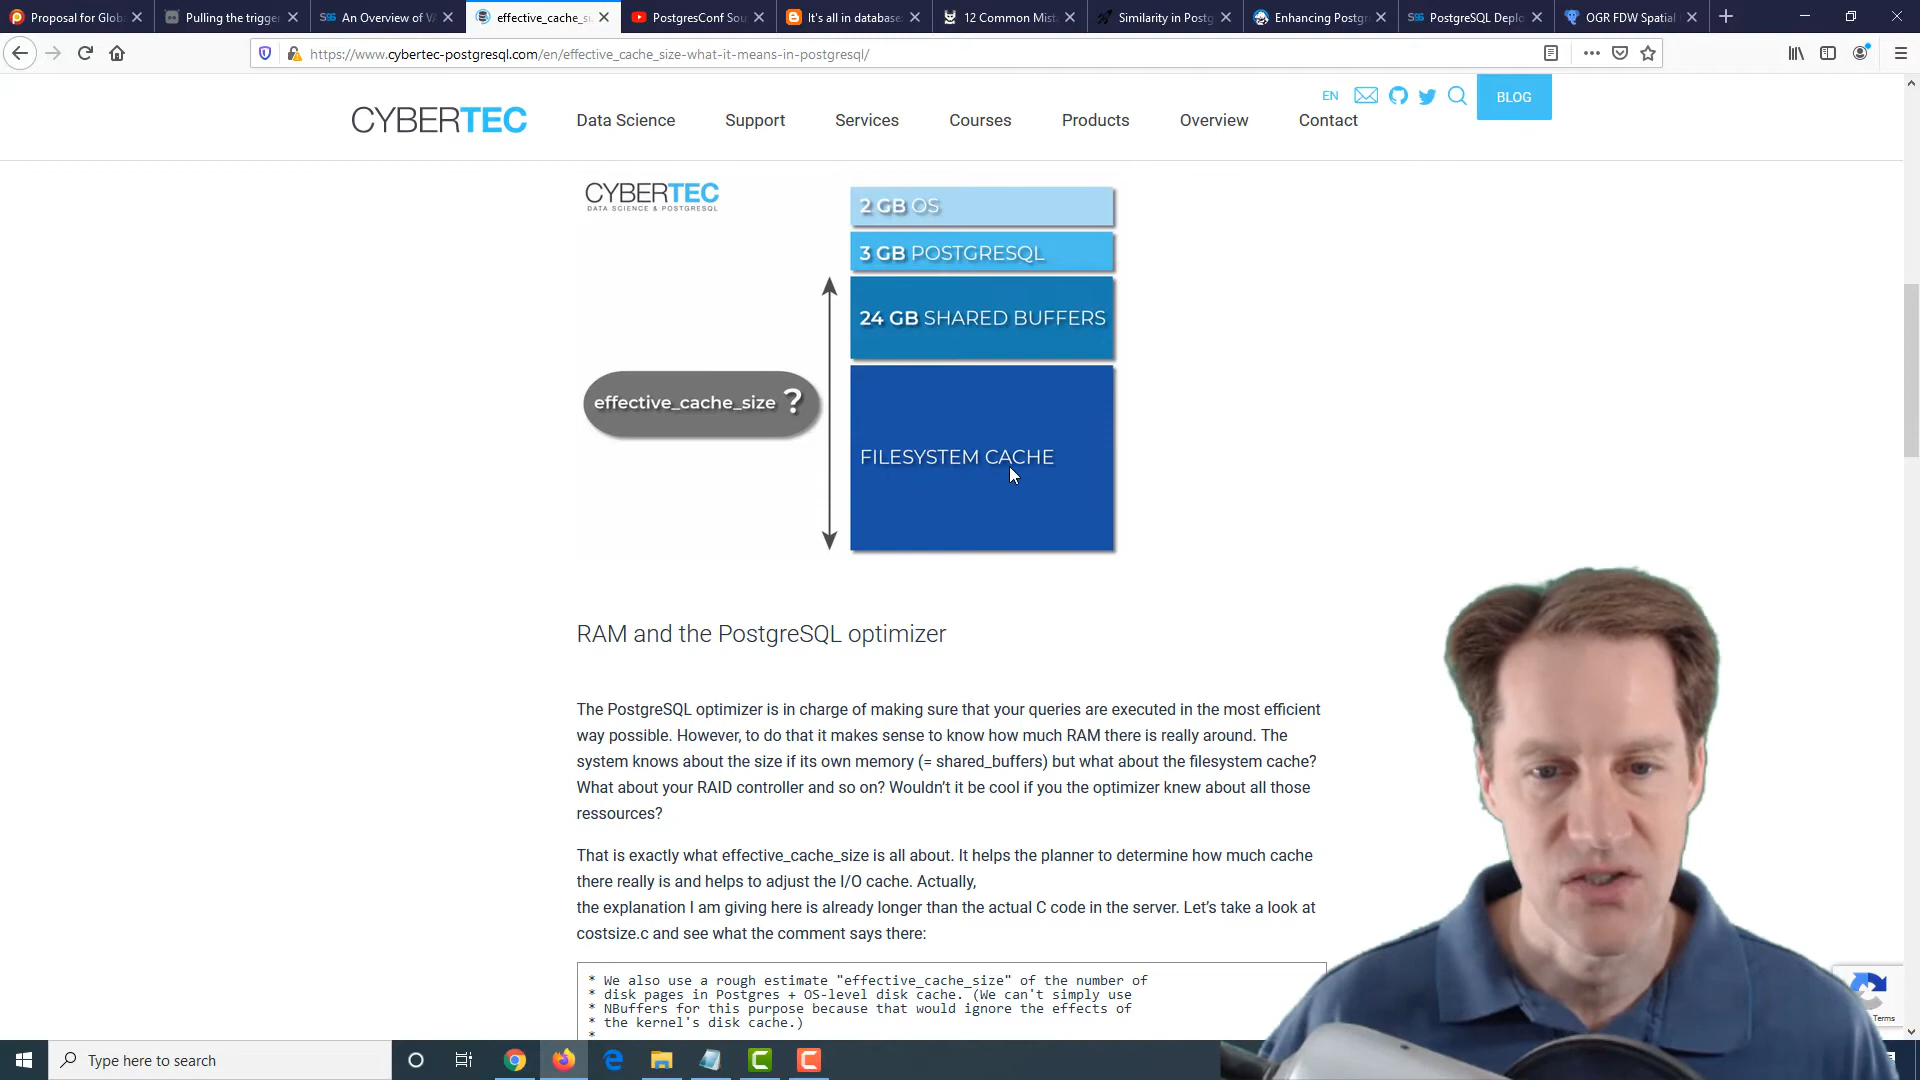 Proposal for Globa
Pulling the trigger
S96 An Overview of VA
effective_cache_si
PostgresConf Sou
It's all in database
12 Common Mista
Similarity in Postg
Enhancing Postgr
S96 PostgreSQL Deplo
OGR FDW Spatial
https://www.cybertec-postgresql.com/en/effective_cache_size-what-it-means-in-postgresql/
EN
BLOG
CYBERTEC
Data Science
Support
Services
Courses
Products
Overview
Contact
CYBERTEC
DATA SCIENCE & POSTGRESQL
2 GB OS
3 GB POSTGRESQL
24 GB SHARED BUFFERS
effective_cache_size ?
FILESYSTEM CACHE
RAM and the PostgreSQL optimizer
The PostgreSQL optimizer is in charge of making sure that your queries are executed in the most efficient
way possible. However, to do that it makes sense to know how much RAM there is really around. The
system knows about the size if its own memory (= shared_buffers) but what about the filesystem cache?
What about your RAID controller and so on? Wouldn't it be cool if you the optimizer knew about all those
ressources?
That is exactly what effective_cache_size is all about. It helps the planner to determine how much cache
there really is and helps to adjust the I/O cache. Actually,
the explanation I am giving here is already longer than the actual C code in the server. Let's take a look at
costsize.c and see what the comment says there:
* We also use a rough estimate "effective_cache_size" of the number of
* disk pages in Postgres + OS-level disk cache. (We can't simply use
* NBuffers for this purpose because that would ignore the effects of
* the kernel's disk cache.)
*
Terms
Type here to search